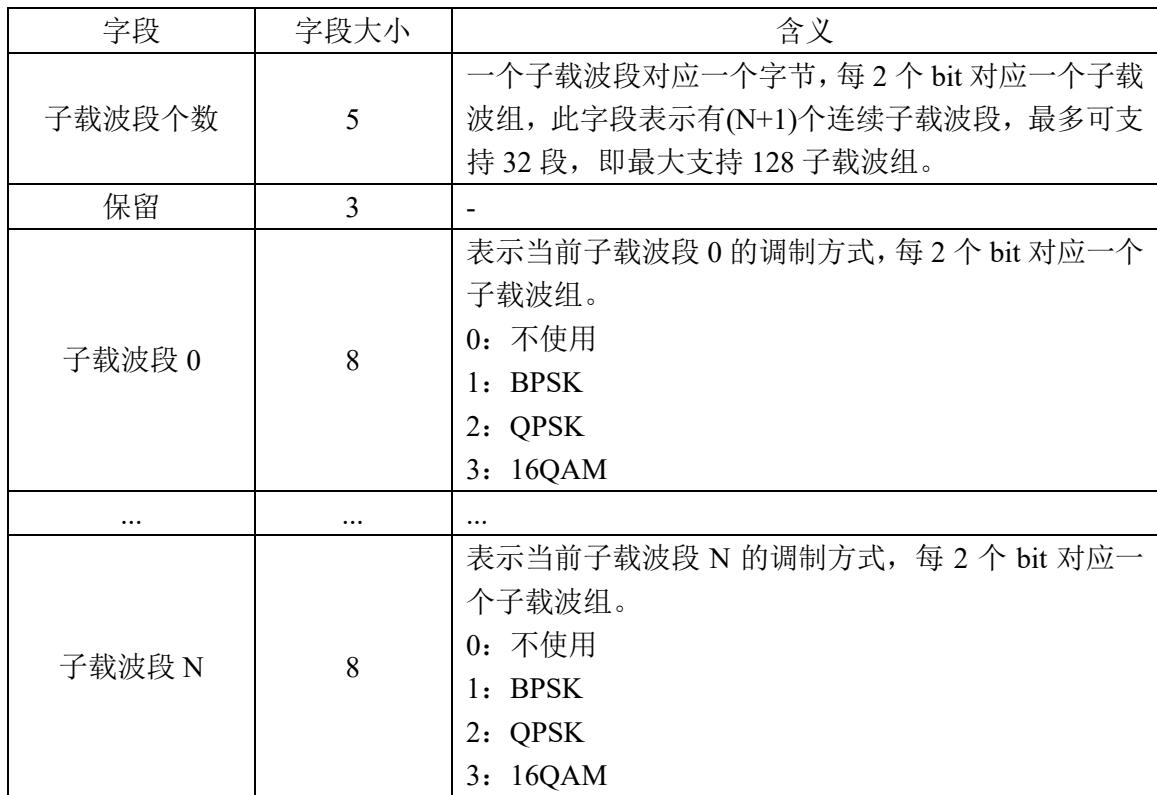 字段 字段大小 含义
子载波段个数 5 一个子载波段对应一个字节，每 2 个 bit 对应一个子载
波组，此字段表示有(N+1)个连续子载波段，最多可支
持 32 段，即最大支持 128 子载波组。
保留 3 -
子载波段 0 8 表示当前子载波段 0 的调制方式，每 2 个 bit 对应一个
子载波组。
0：不使用
1：BPSK
2：QPSK
3：16QAM
... ... ...
子载波段 N 8 表示当前子载波段 N 的调制方式，每 2 个 bit 对应一
个子载波组。
0：不使用
1：BPSK
2：QPSK
3：16QAM